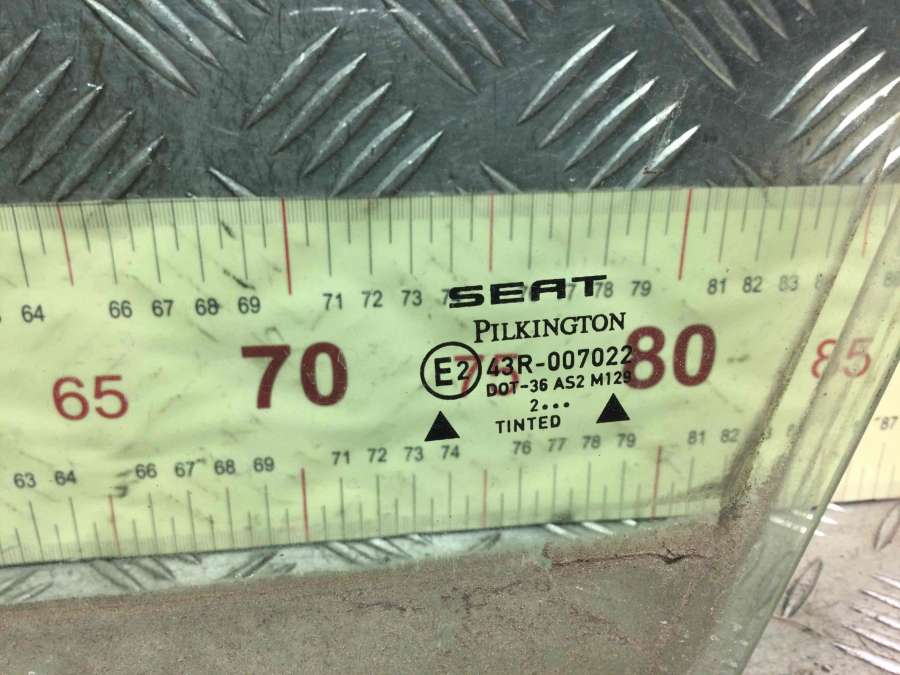 64 66 67 68 69 71 72 73 78 79 81 82 83
SEAT
PILKINGTON
E2 43R-007022
DOT-36 AS2 M129
2...
TINTED
65 70 75 80 85
63 64 66 67 68 69 71 72 73 74 76 77 78 79 81 82 87